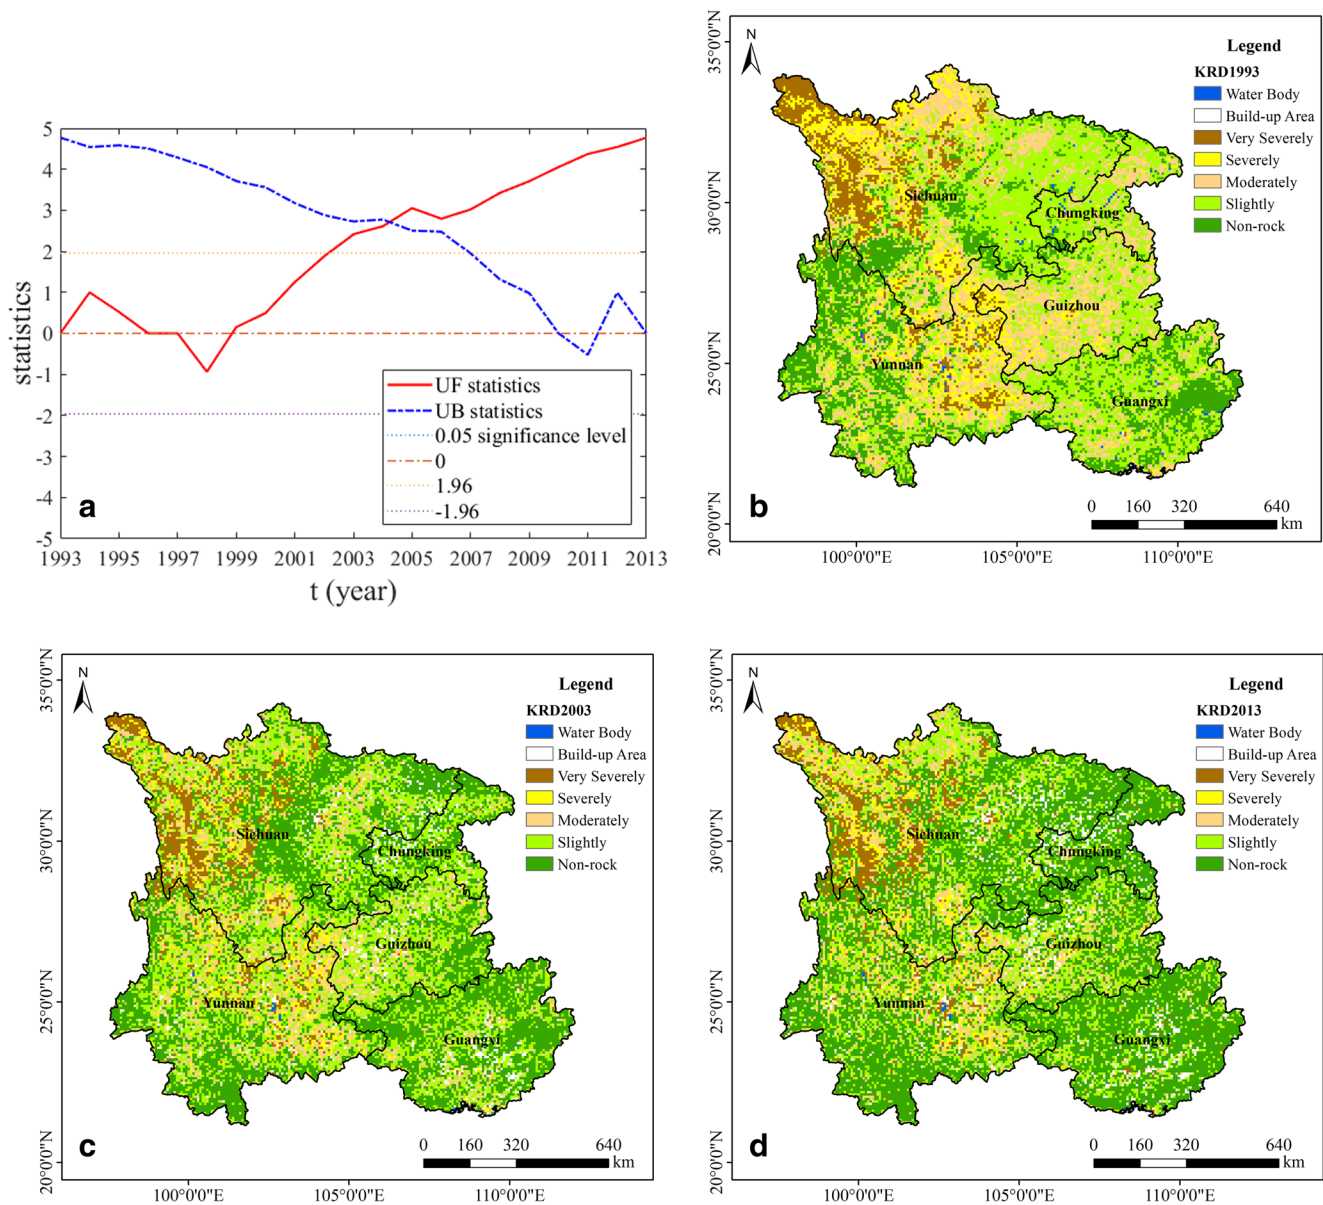 5
4
3
2
1
0
-1
-2
-3
-4
-5
statistics
UF statistics
UB statistics
0.05 significance level
0
1.96
-1.96
a
1993 1995 1997 1999 2001 2003 2005 2007 2009 2011 2013
t (year)
N
Legend
KRD1993
Water Body
Build-up Area
Very Severely
Severely
Moderately
Slightly
Non-rock
Sichuan
Chungking
Guizhou
Yunnan
Guangxi
35°0'0"N
30°0'0"N
25°0'0"N
20°0'0"N
b
0 160 320 640
km
100°0'0"E 105°0'0"E 110°0'0"E
N
Legend
KRD2003
Water Body
Build-up Area
Very Severely
Severely
Moderately
Slightly
Non-rock
Sichuan
Chungking
Guizhou
Yunnan
Guangxi
35°0'0"N
30°0'0"N
25°0'0"N
20°0'0"N
c
0 160 320 640
km
100°0'0"E 105°0'0"E 110°0'0"E
N
Legend
KRD2013
Water Body
Build-up Area
Very Severely
Severely
Moderately
Slightly
Non-rock
Sichuan
Chungking
Guizhou
Yunnan
Guangxi
35°0'0"N
30°0'0"N
25°0'0"N
20°0'0"N
d
0 160 320 640
km
100°0'0"E 105°0'0"E 110°0'0"E